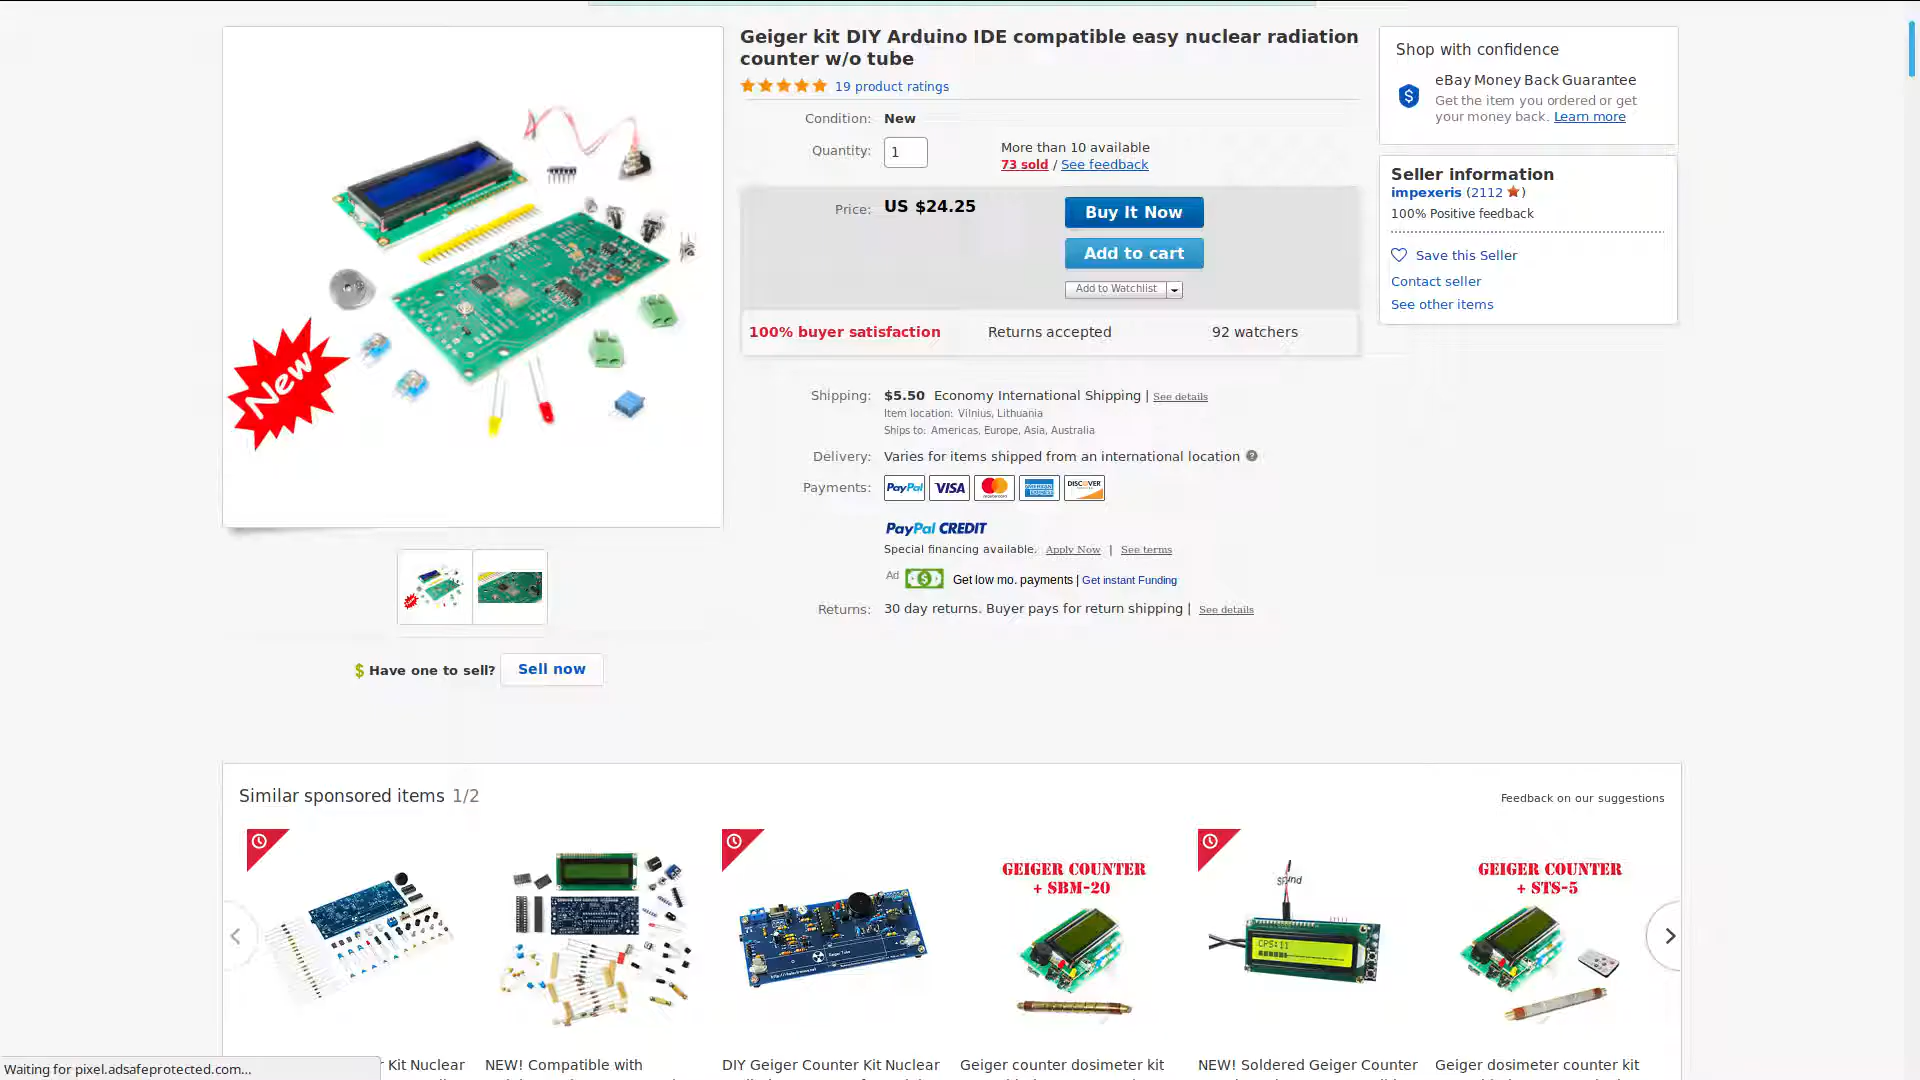 Geiger kit DIY Arduino IDE compatible easy nuclear radiation
counter w/o tube
19 product ratings
Condition: New
Quantity: 1
More than 10 available
73 sold / See feedback
Price: US $24.25
Buy It Now
Add to cart
Add to Watchlist
100% buyer satisfaction
Returns accepted
92 watchers
Shipping: $5.50 Economy International Shipping | See details
Item location: Vilnius, Lithuania
Ships to: Americas, Europe, Asia, Australia
Delivery: Varies for items shipped from an international location
Payments: PayPal VISA DISCOVER
PayPal CREDIT
Special financing available. Apply Now | See terms
Ad Get low mo. payments | Get instant Funding
Returns: 30 day returns. Buyer pays for return shipping | See details
Shop with confidence
eBay Money Back Guarantee
Get the item you ordered or get
your money back. Learn more
Seller information
impexeris (2112)
100% Positive feedback
Save this Seller
Contact seller
See other items
New
$ Have one to sell? Sell now
Similar sponsored items 1/2
Feedback on our suggestions
GEIGER COUNTER
+ SBM-20
CPS:11
GEIGER COUNTER
+ STS-5
Kit Nuclear
NEW! Compatible with
DIY Geiger Counter Kit Nuclear
Geiger counter dosimeter kit
NEW! Soldered Geiger Counter
Geiger dosimeter counter kit
Waiting for pixel.adsafeprotected.com...